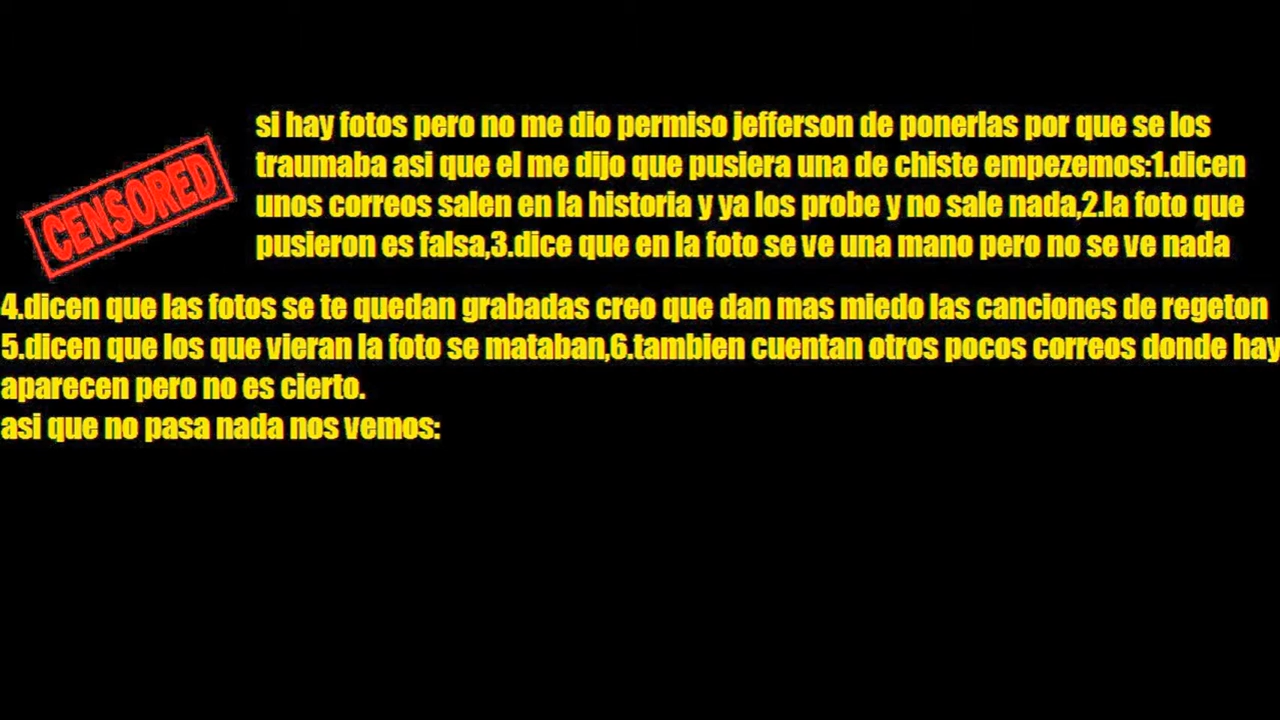 CENSORED
si hay fotos pero no me dio permiso jefferson de ponerlas por que se los
traumaba asi que el me dijo que pusiera una de chiste empezemos:1.dicen
unos correos salen en la historia y ya los probe y no sale nada,2.la foto que
pusieron es falsa,3.dice que en la foto se ve una mano pero no se ve nada
4.dicen que las fotos se te quedan grabadas creo que dan mas miedo las canciones de regeton
5.dicen que los que vieran la foto se mataban,6.tambien cuentan otros pocos correos donde hay
aparecen pero no es cierto.
asi que no pasa nada nos vemos: